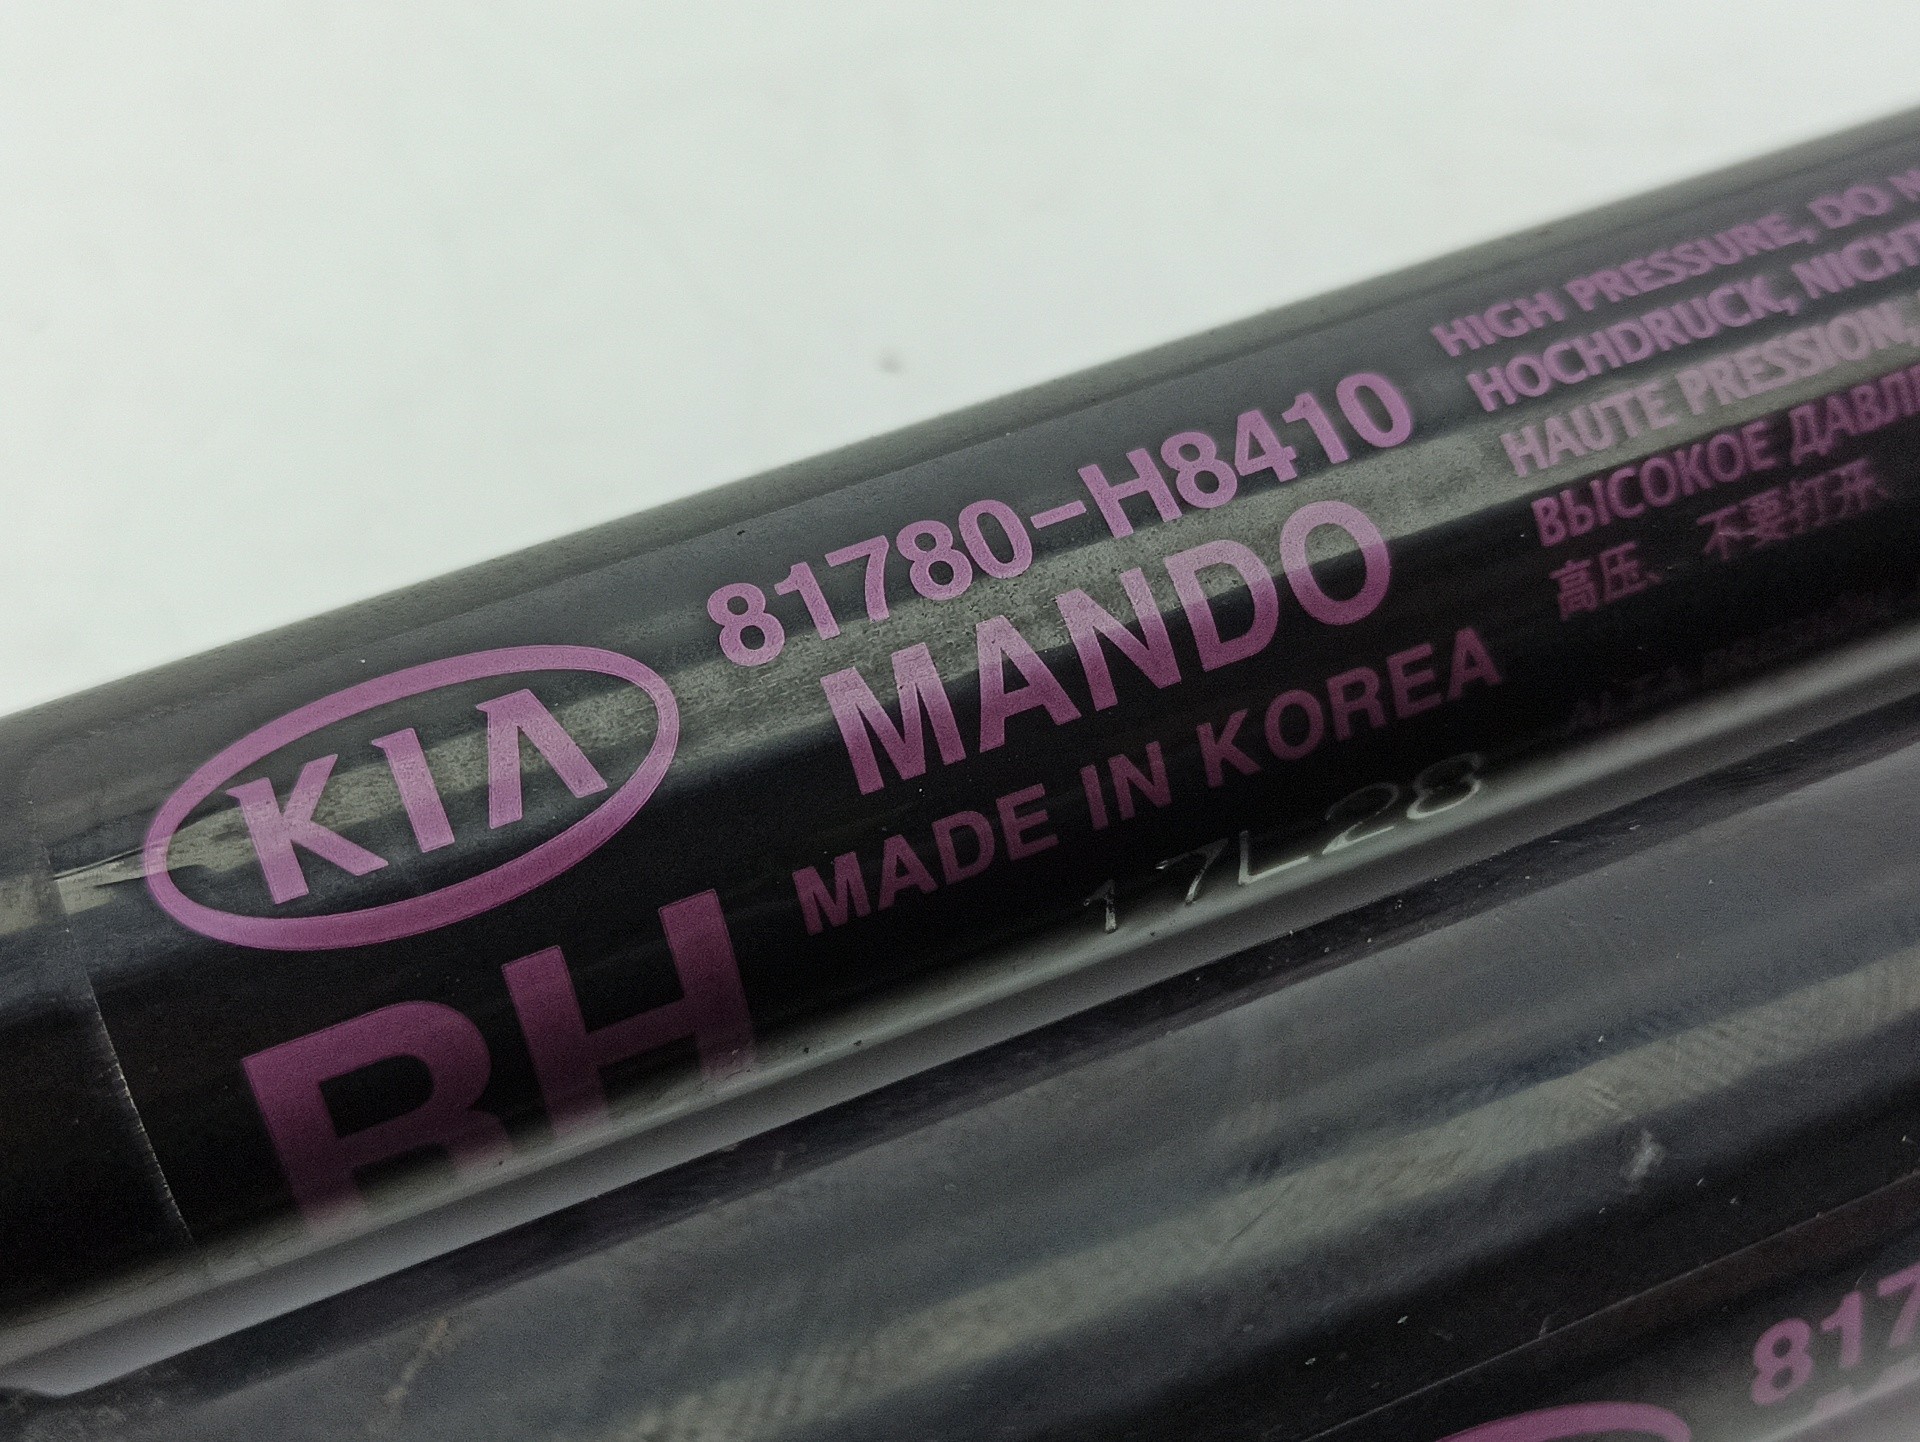 KIA
RH
81780-H8410
MANDO
MADE IN KOREA
17L28
HIGH PRESSURE, DO
HOCHDRUCK, NICHT
HAUTE PRESSION,
ВЫСОКОЕ
高压、 不要打开
817